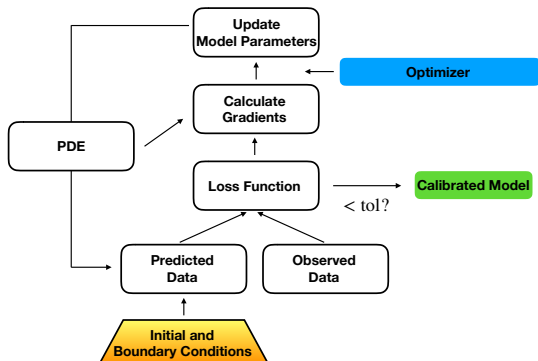 Update
Model Parameters
Optimizer
Calculate
Gradients
PDE
Loss Function
Calibrated Model
< tol?
Predicted
Data
Observed
Data
Initial and
Boundary Conditions